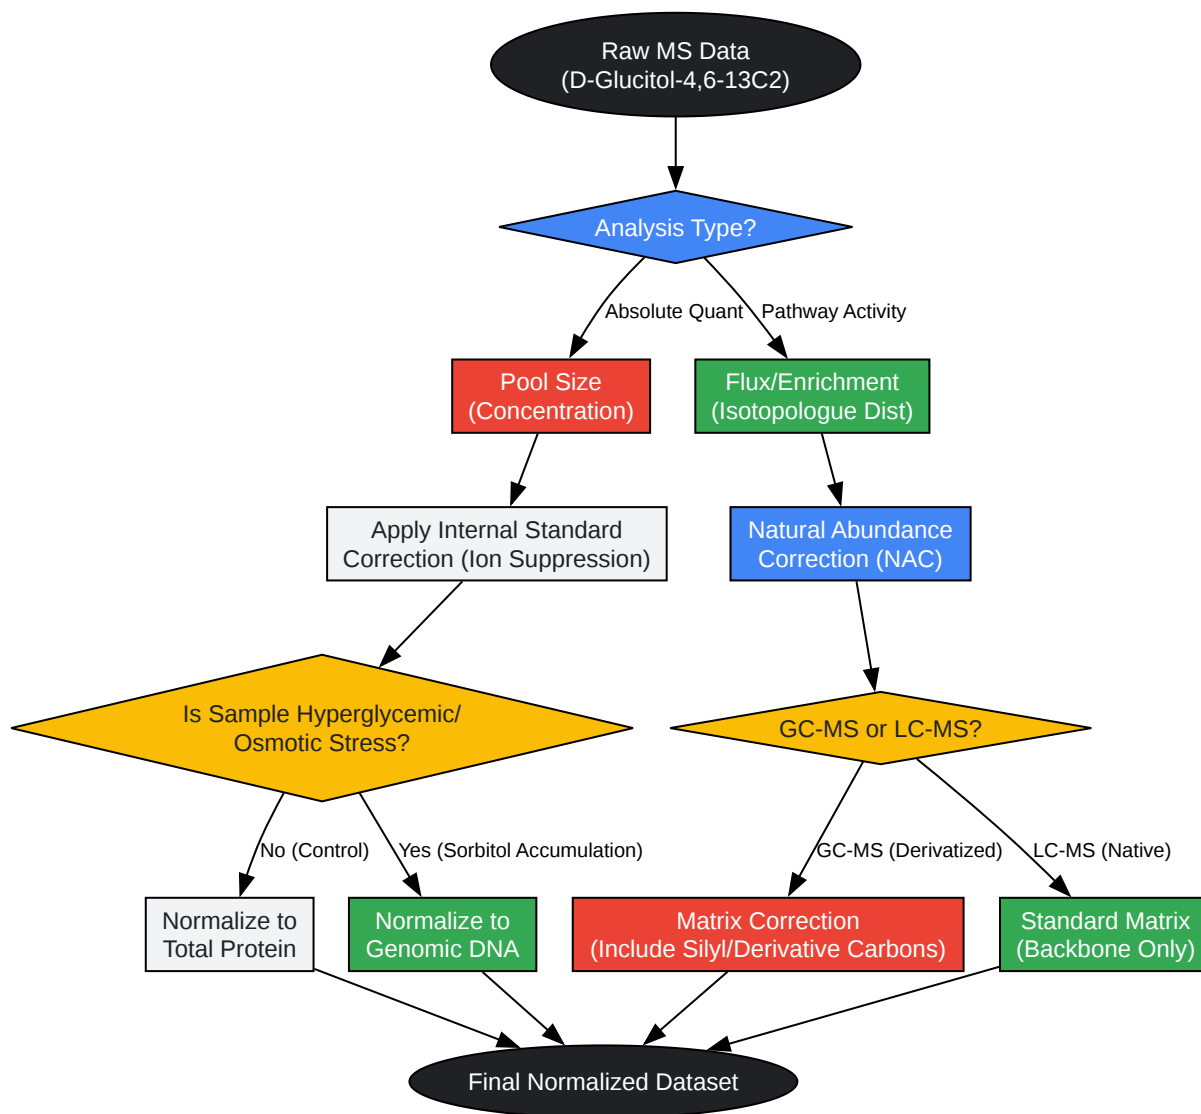 Raw MS Data
(D-Glucitol-4,6-13C2)
Analysis Type?
Absolute Quant
Pathway Activity
Pool Size
(Concentration)
Flux/Enrichment
(Isotopologue Dist)
Apply Internal Standard
Correction (Ion Suppression)
Natural Abundance
Correction (NAC)
Is Sample Hyperglycemic/
Osmotic Stress?
GC-MS or LC-MS?
No (Control)
Yes (Sorbitol Accumulation)
GC-MS (Derivatized)
LC-MS (Native)
Normalize to
Total Protein
Normalize to
Genomic DNA
Matrix Correction
(Include Silyl/Derivative Carbons)
Standard Matrix
(Backbone Only)
Final Normalized Dataset